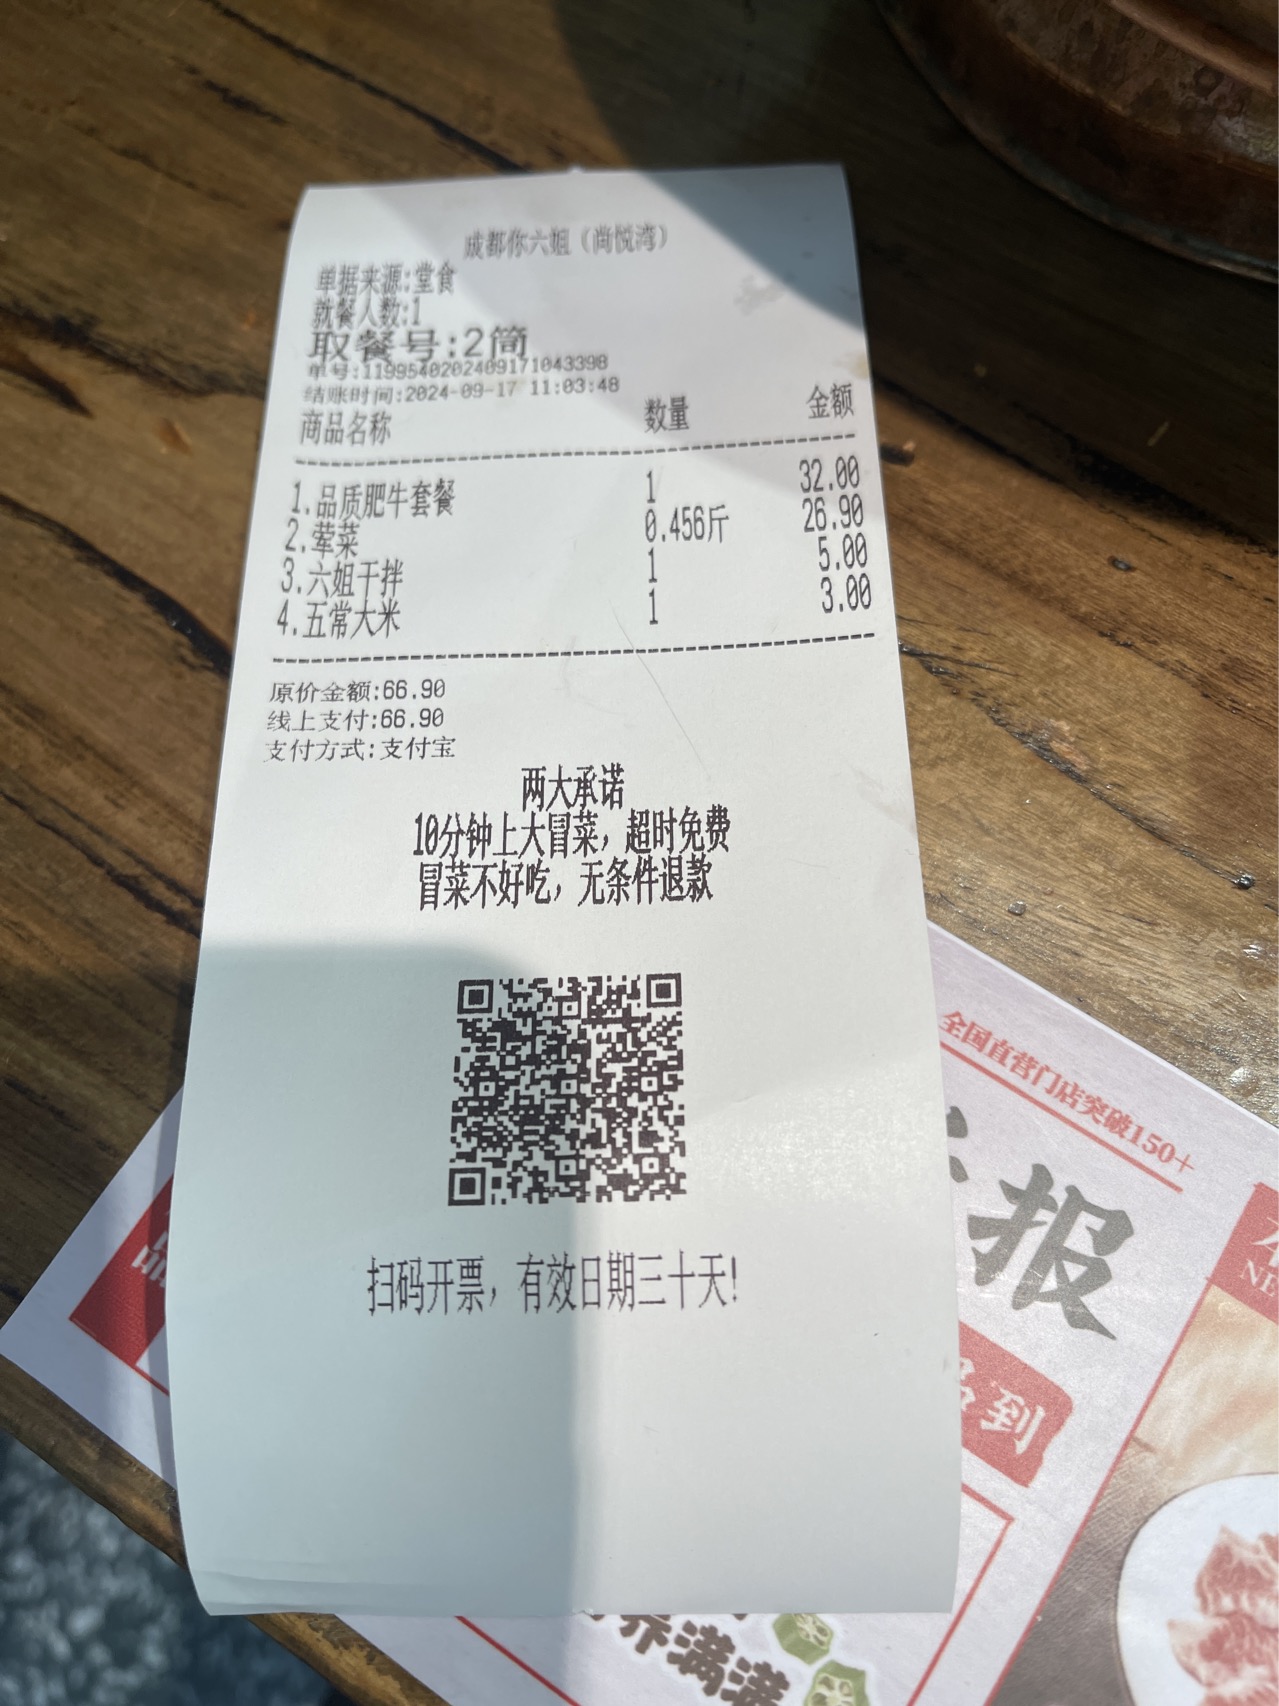 成都你六姐（尚悦湾）
单据来源:堂食
就餐人数:1
取餐号:2筒
单号:1199540202409171043398
结账时间:2024-09-17 11:03:48
商品名称 数量 金额
1.品质肥牛套餐 1 32.00
2.荤菜 0.456斤 26.90
3.六姐干拌 1 5.00
4.五常大米 1 3.00
原价金额:66.90
线上支付:66.90
支付方式:支付宝
两大承诺
10分钟上大冒菜，超时免费
冒菜不好吃，无条件退款
扫码开票，有效日期三十天!
全国直营门店突破150+
报
到
NE
满满